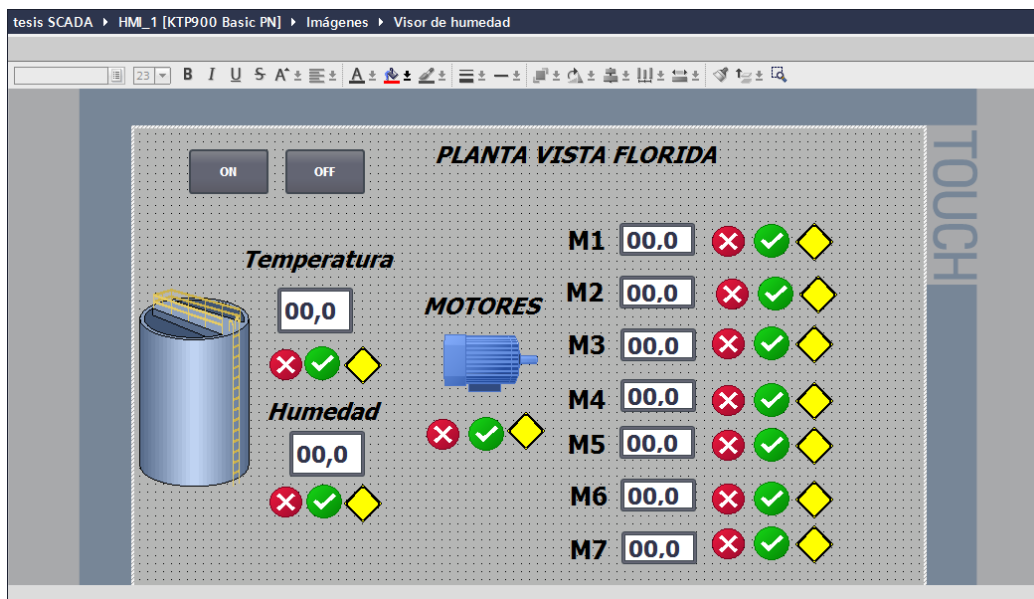 tesis SCADA ▸ HMI_1 [KTP900 Basic PN] ▸ Imágenes ▸ Visor de humedad
23 B I U S A A
ON OFF
PLANTA VISTA FLORIDA
TOUCH
Temperatura
00,0
Humedad
00,0
MOTORES
M1 00,0
M2 00,0
M3 00,0
M4 00,0
M5 00,0
M6 00,0
M7 00,0